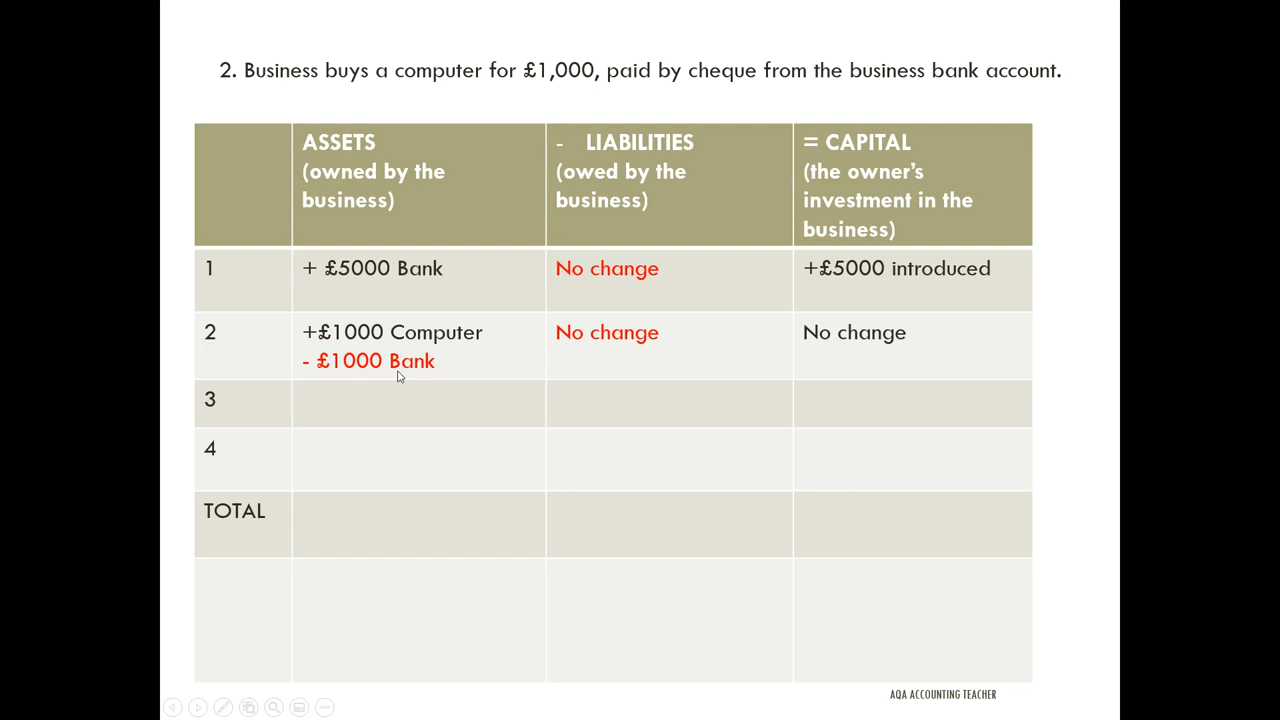 2. Business buys a computer for £1,000, paid by cheque from the business bank account.
ASSETS
(owned by the
business)
- LIABILITIES
(owed by the
business)
= CAPITAL
(the owner's
investment in the
business)
1
+ £5000 Bank
No change
+£5000 introduced
2
+£1000 Computer
- £1000 Bank
No change
No change
3
4
TOTAL
AQA ACCOUNTING TEACHER